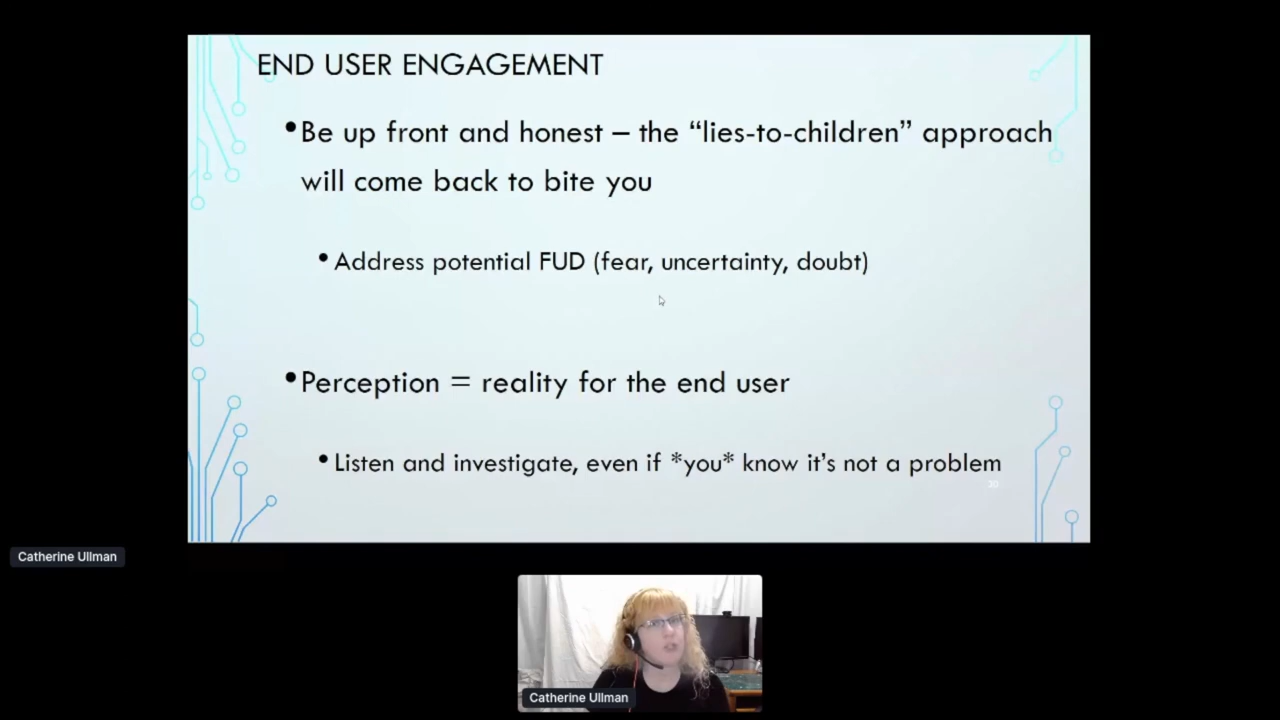 END USER ENGAGEMENT
•Be up front and honest – the “lies-to-children” approach
will come back to bite you
•Address potential FUD (fear, uncertainty, doubt)
•Perception = reality for the end user
•Listen and investigate, even if *you* know it’s not a problem
30
Catherine Ullman
Catherine Ullman